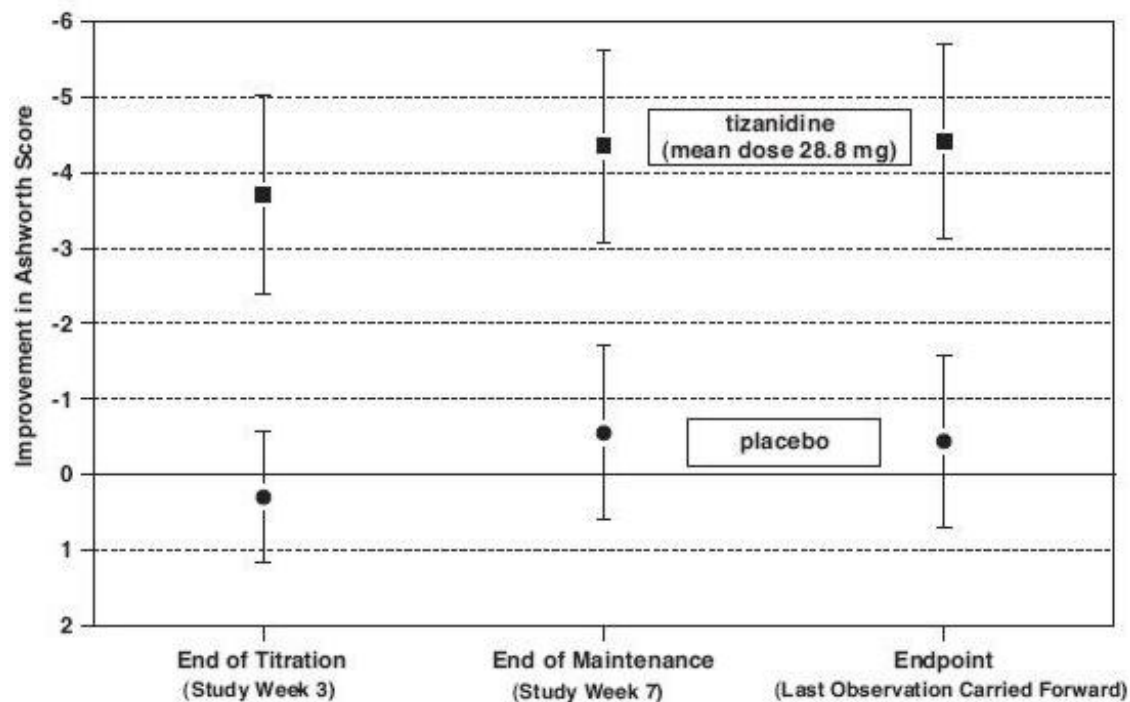 Improvement in Ashworth Score
-6
-5
-4
-3
-2
-1
0
1
2
tizanidine
(mean dose 28.8 mg)
placebo
End of Titration
(Study Week 3)
End of Maintenance
(Study Week 7)
Endpoint
(Last Observation Carried Forward)